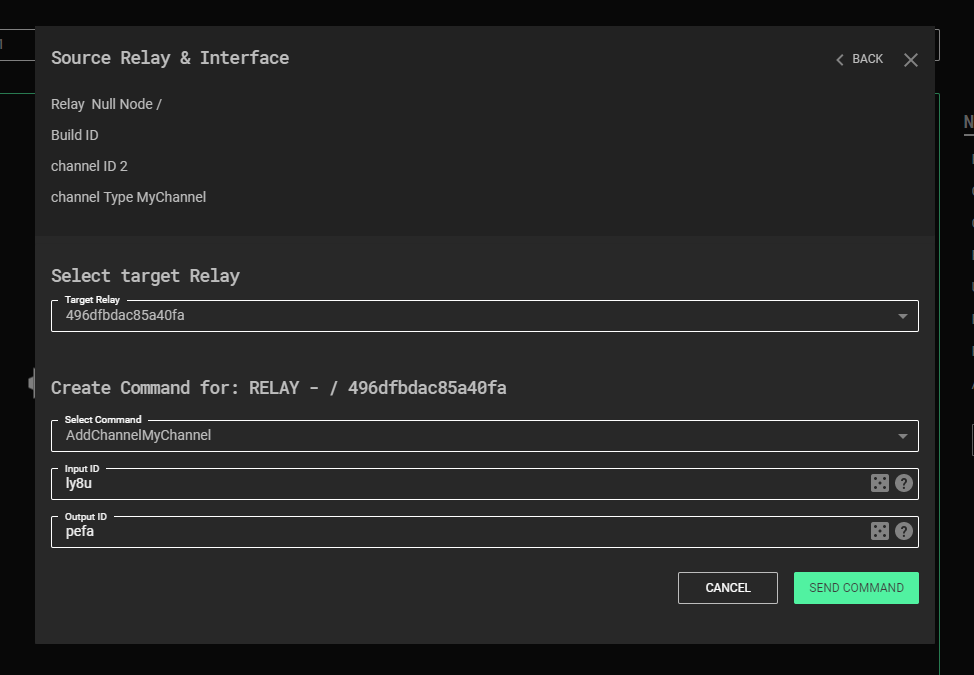 Source Relay & Interface
BACK
Relay Null Node /
Build ID
channel ID 2
channel Type MyChannel
Select target Relay
Target Relay
496dfbdac85a40fa
Create Command for: RELAY - / 496dfbdac85a40fa
Select Command
AddChannelMyChannel
Input ID
ly8u
?
Output ID
pefa
?
CANCEL
SEND COMMAND
N